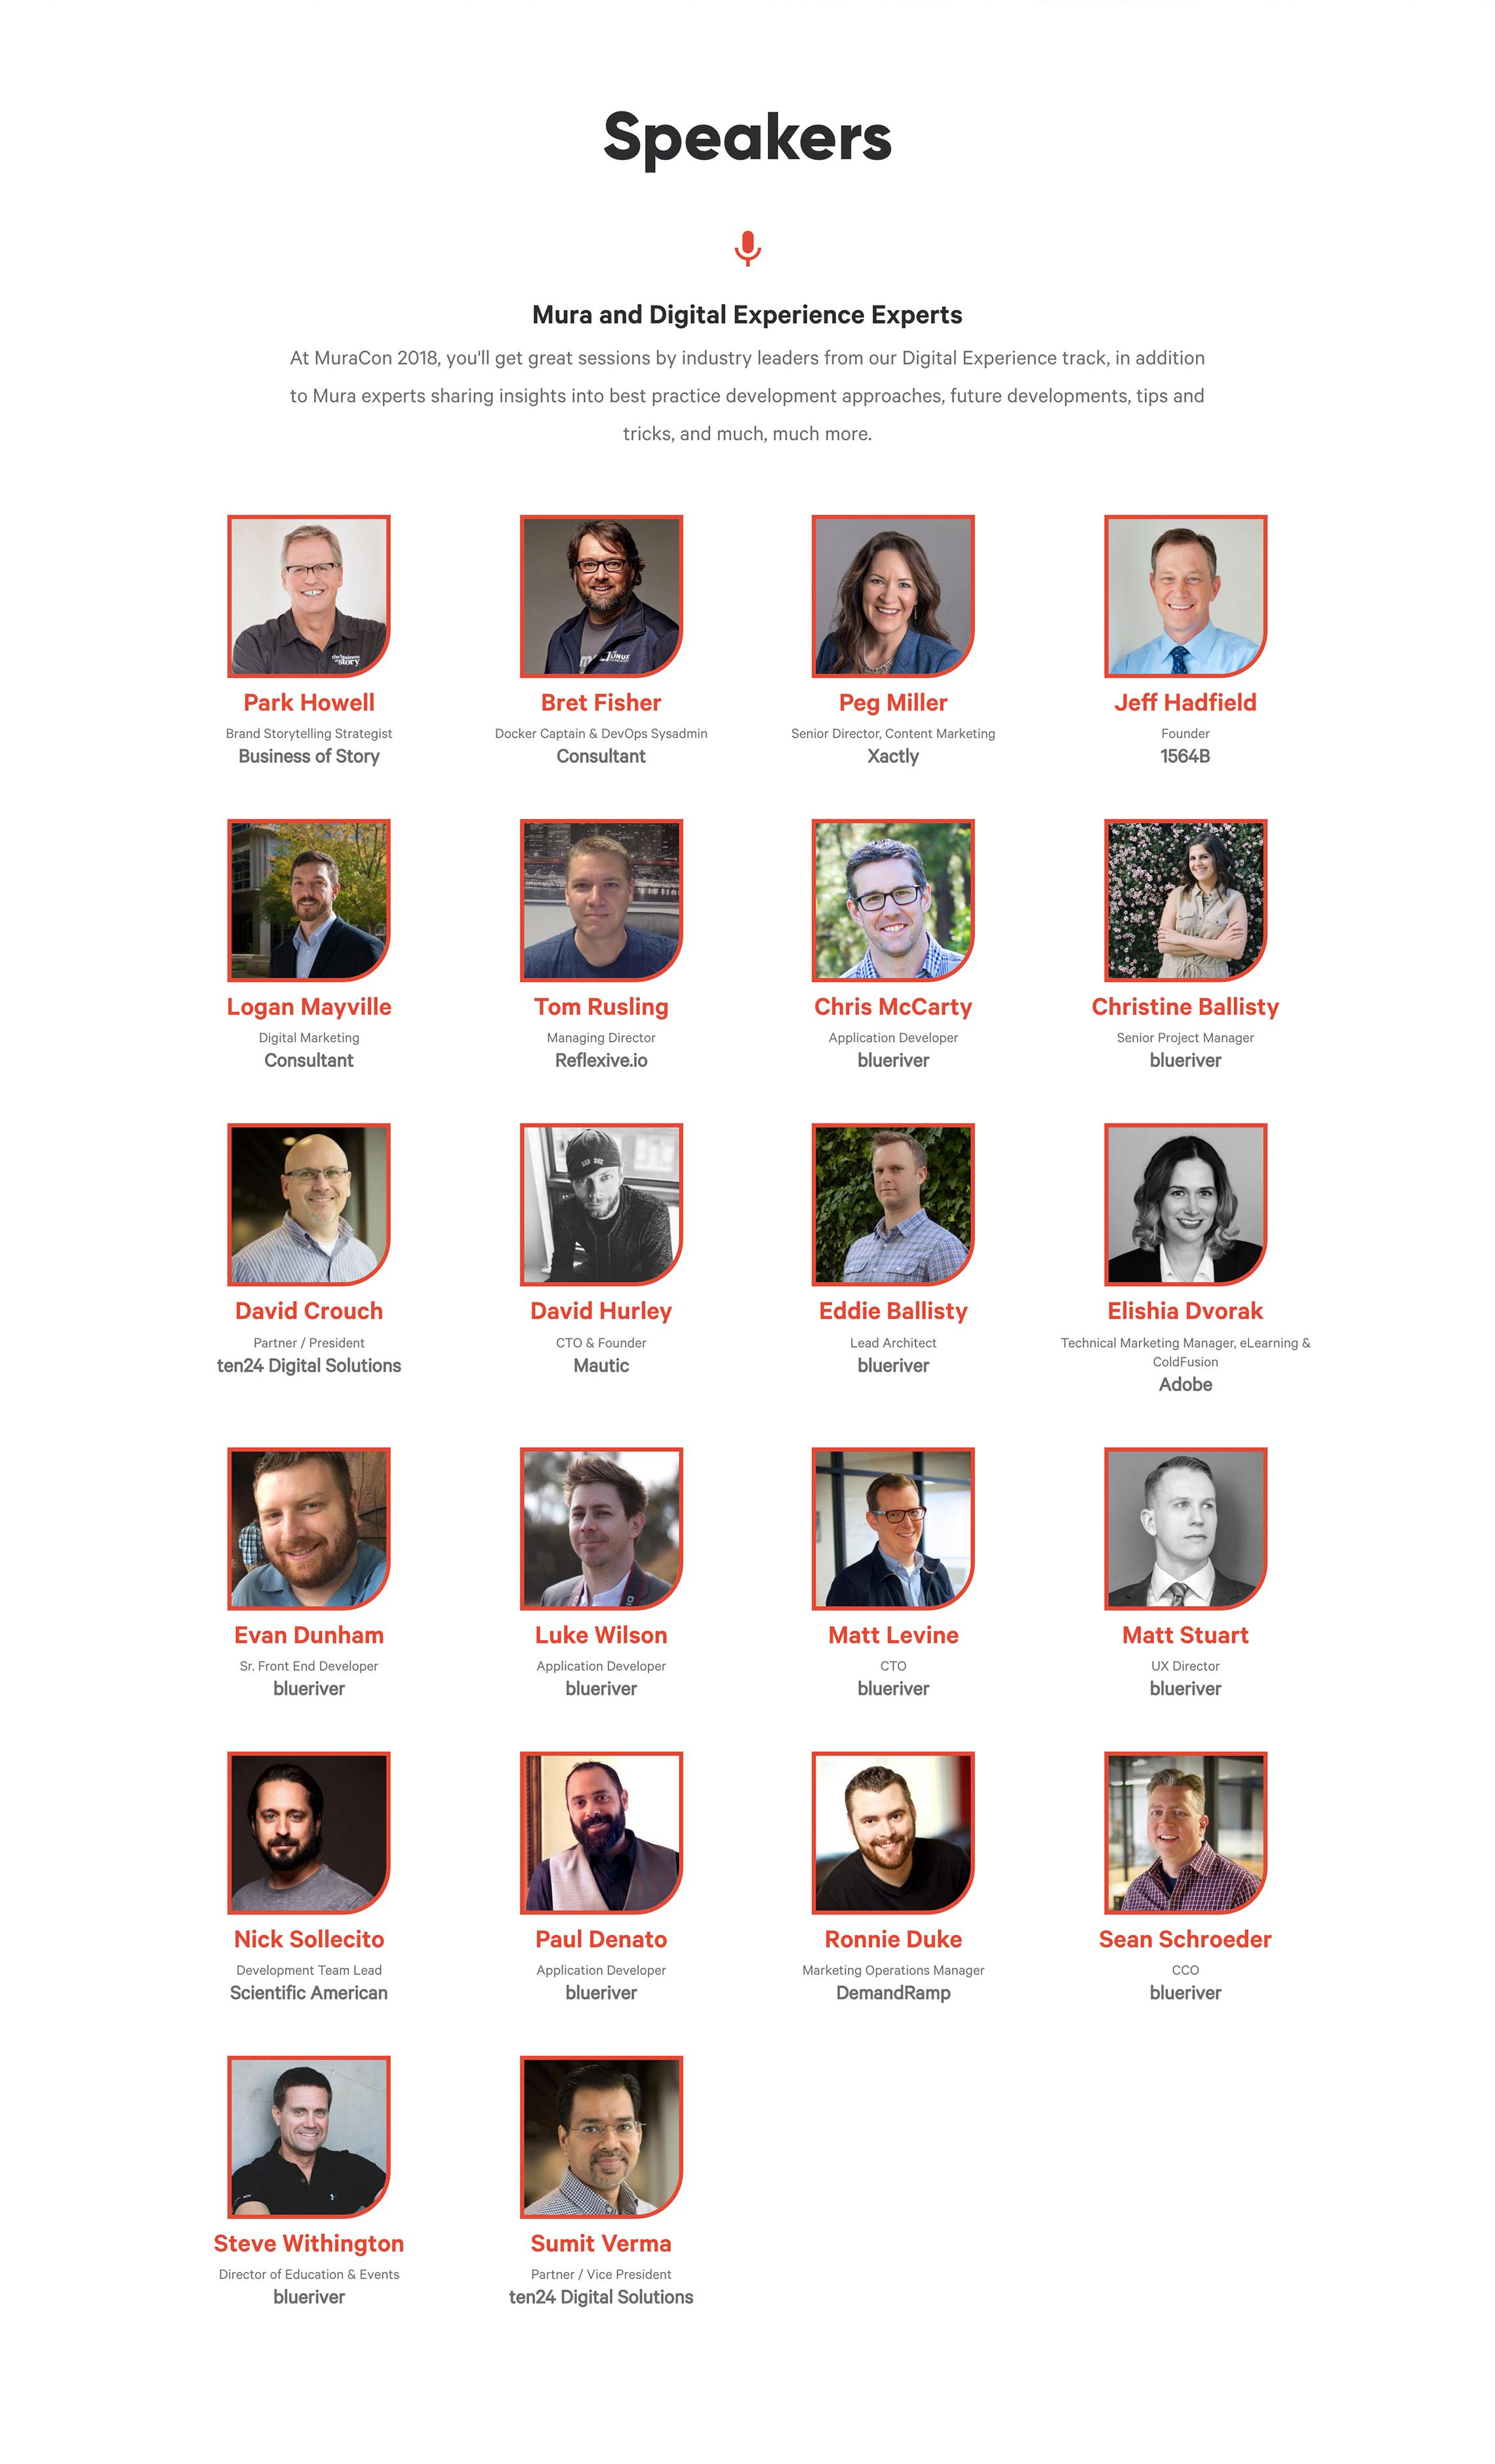 Speakers
Mura and Digital Experience Experts
At MuraCon 2018, you'll get great sessions by industry leaders from our Digital Experience track, in addition
to Mura experts sharing insights into best practice development approaches, future developments, tips and
tricks, and much, much more.
the business
of story
LINUX
Park Howell
Brand Storytelling Strategist
Business of Story
Bret Fisher
Docker Captain & DevOps Sysadmin
Consultant
Peg Miller
Senior Director, Content Marketing
Xactly
Jeff Hadfield
Founder
1564B
Logan Mayville
Digital Marketing
Consultant
Tom Rusling
Managing Director
Reflexive.io
Chris McCarty
Application Developer
blueriver
Christine Ballisty
Senior Project Manager
blueriver
David Crouch
Partner / President
ten24 Digital Solutions
David Hurley
CTO & Founder
Mautic
Eddie Ballisty
Lead Architect
blueriver
Elishia Dvorak
Technical Marketing Manager, eLearning &
ColdFusion
Adobe
Evan Dunham
Sr. Front End Developer
blueriver
Luke Wilson
Application Developer
blueriver
Matt Levine
CTO
blueriver
Matt Stuart
UX Director
blueriver
Nick Sollecito
Development Team Lead
Scientific American
Paul Denato
Application Developer
blueriver
Ronnie Duke
Marketing Operations Manager
DemandRamp
Sean Schroeder
CCO
blueriver
Steve Withington
Director of Education & Events
blueriver
Sumit Verma
Partner / Vice President
ten24 Digital Solutions